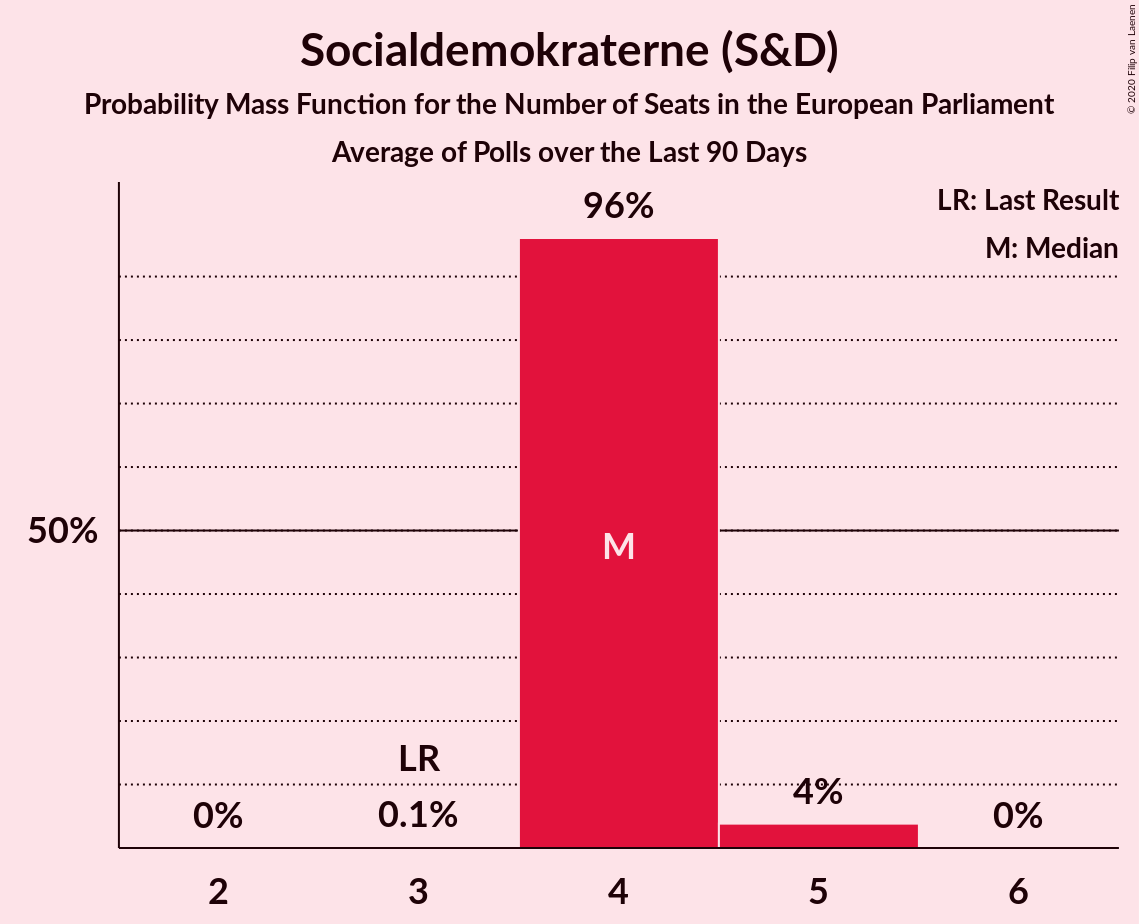 Socialdemokraterne (S&D)
Probability Mass Function for the Number of Seats in the European Parliament
Average of Polls over the Last 90 Days
© 2020 Filip van Laenen
LR: Last Result
M: Median
96%
50%
M
LR
0%
0.1%
4%
0%
2
3
4
5
6